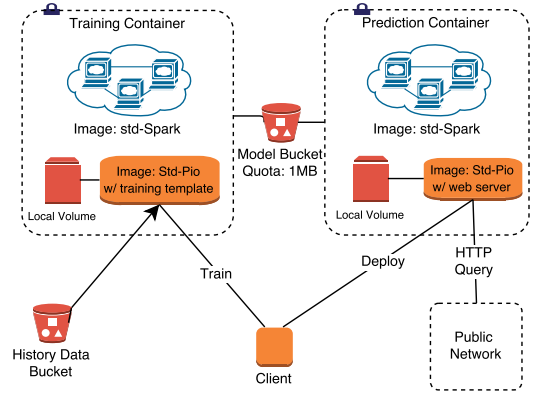 Training Container
Prediction Container
Image: std-Spark
Image: std-Spark
Model Bucket
Quota: 1MB
Image: Std-Pio
w/ training template
Local Volume
Image: Std-Pio
w/ web server
Local Volume
Train
Deploy
HTTP
Query
History Data
Bucket
Client
Public
Network